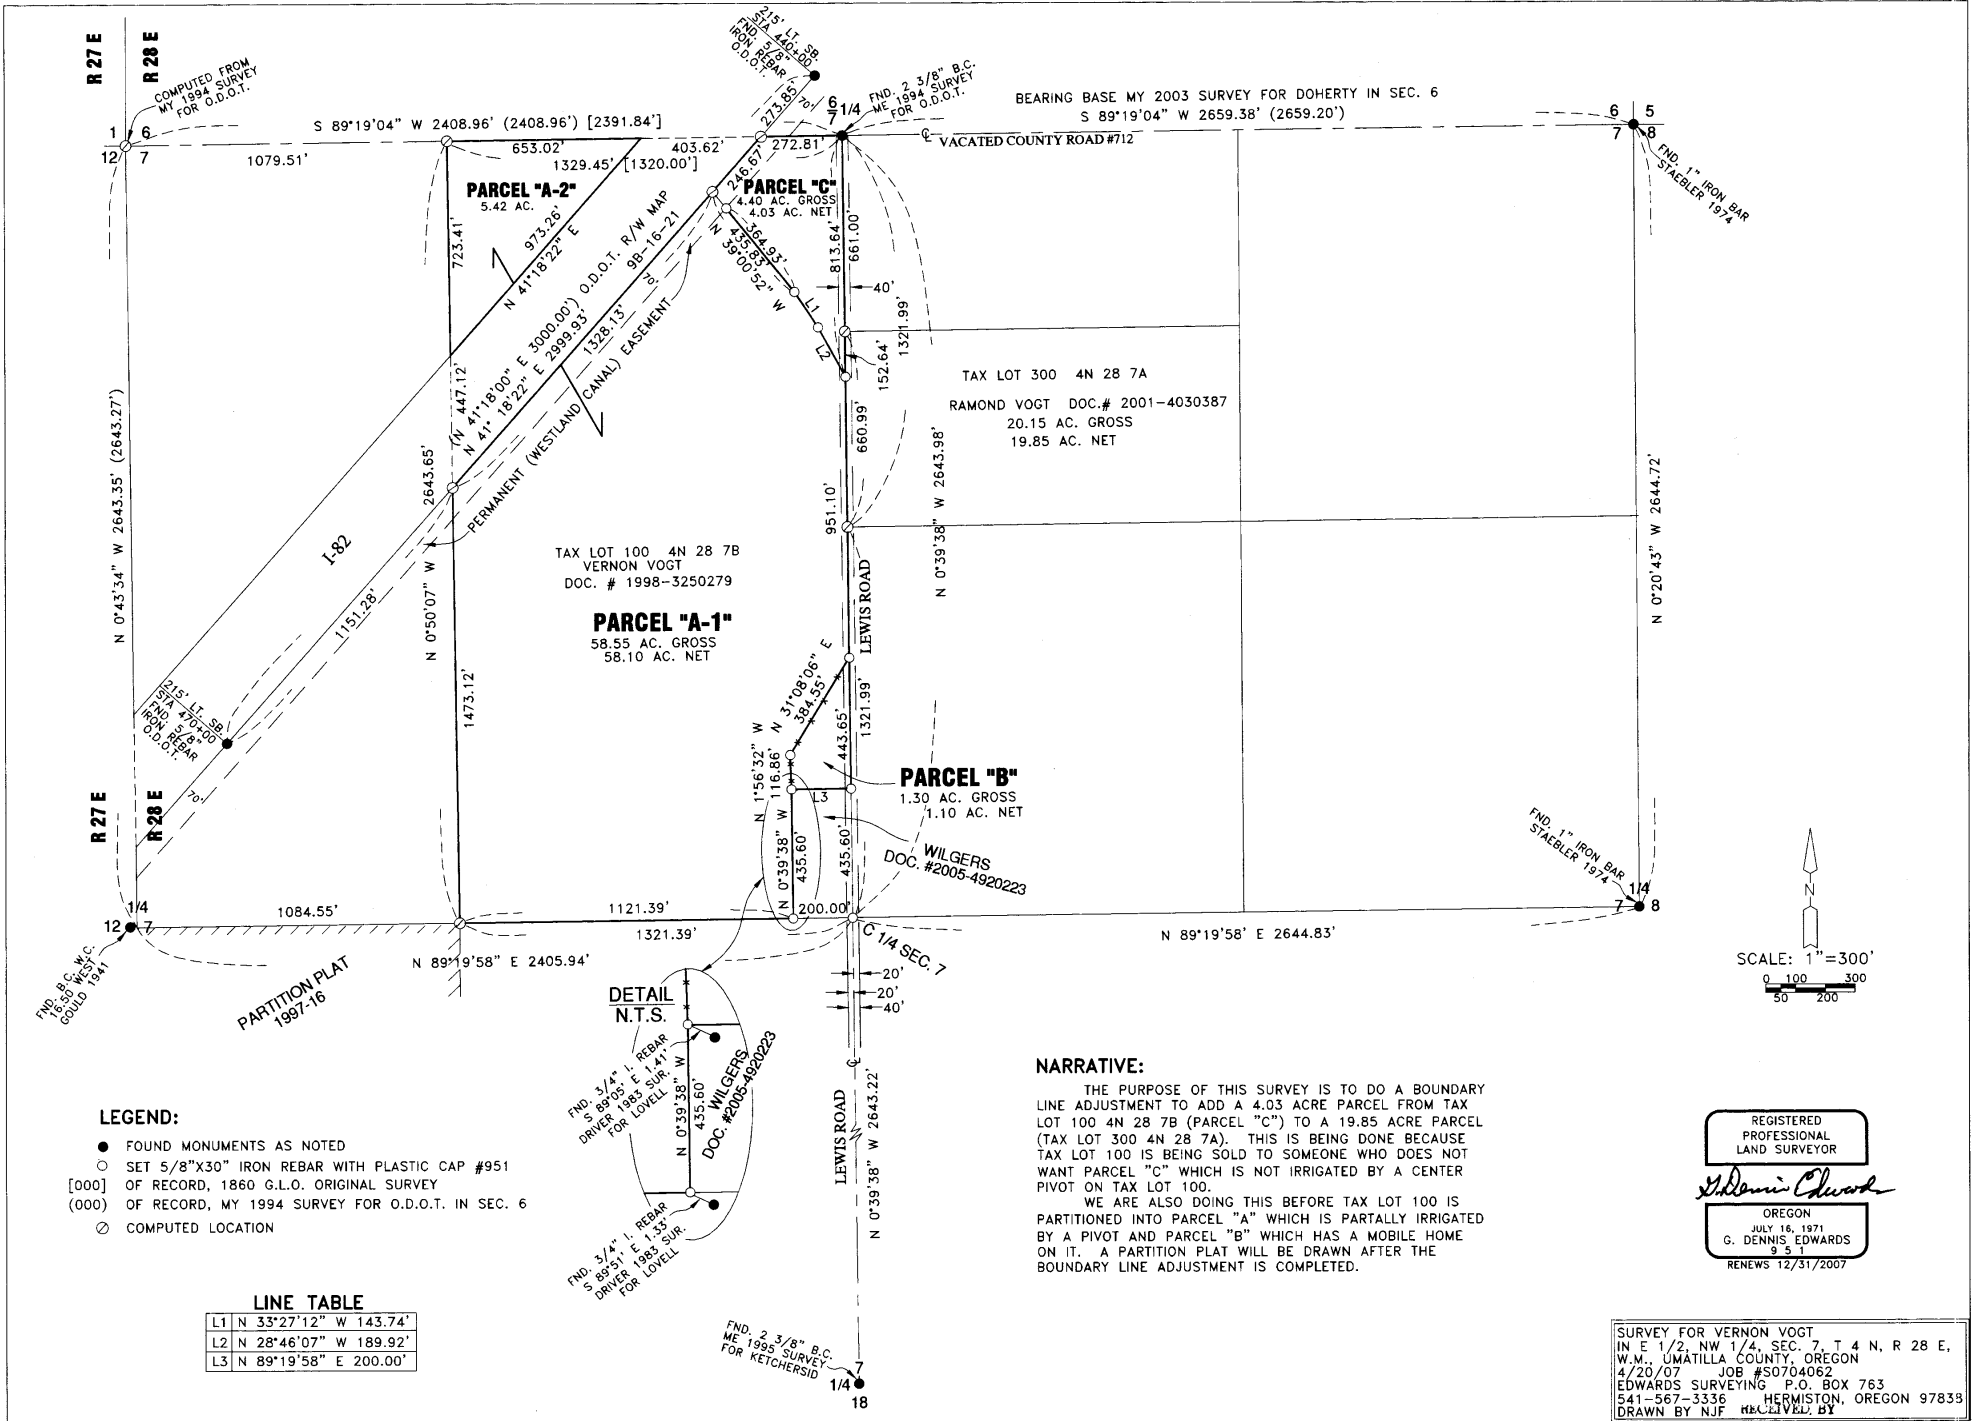 R 27 E
R 28 E
COMPUTED FROM
MY 1994 SURVEY
FOR O.D.O.T.
1 6
12 7
S 89°19'04" W 2408.96' (2408.96') [2391.84']
1079.51'
653.02'
403.62'
272.81'
1329.45' [1320.00']
215' LT. SB.
STA 440+00
FND. 5/8"
IRON REBAR
O.D.O.T.
273.85'
70'
6 1/4
7
FND. 2 3/8" B.C.
ME 1994 SURVEY
FOR O.D.O.T.
BEARING BASE MY 2003 SURVEY FOR DOHERTY IN SEC. 6
S 89°19'04" W 2659.38' (2659.20')
℄ VACATED COUNTY ROAD #712
6 5
7 8
FND. 1" IRON BAR
STAEBLER 1974
PARCEL "A-2"
5.42 AC.
723.41'
973.26'
N 41°18'22" E
246.67'
PARCEL "C"
4.40 AC. GROSS
4.03 AC. NET
364.93'
435.83'
N 39°00'52" W
813.64'
661.00'
40'
L1
L2
1321.99'
152.64'
(N 41°18'00" E 3000.00') O.D.O.T. R/W MAP
9B-16-21
N 41°18'22" E 2999.93'
70'
1328.13'
PERMANENT (WESTLAND CANAL) EASEMENT
447.12'
2643.65'
N 0°50'07" W
1473.12'
N 0°43'34" W 2643.35' (2643.27')
I-82
1151.28'
TAX LOT 300 4N 28 7A
RAMOND VOGT DOC.# 2001-4030387
20.15 AC. GROSS
19.85 AC. NET
660.99'
951.10'
N 0°39'38" W 2643.98'
N 0°20'43" W 2644.72'
TAX LOT 100 4N 28 7B
VERNON VOGT
DOC. # 1998-3250279
PARCEL "A-1"
58.55 AC. GROSS
58.10 AC. NET
LEWIS ROAD
N 31°08'06" E
384.55'
1321.99'
443.65'
N 1°56'32" W
116.86'
L3
PARCEL "B"
1.30 AC. GROSS
1.10 AC. NET
215' LT. SB.
STA 470+00
FND. 5/8"
IRON REBAR
O.D.O.T.
70'
R 27 E
R 28 E
N 0°39'38" W
435.60'
435.60'
WILGERS
DOC. #2005-4920223
FND. 1" IRON BAR
STAEBLER 1974
1/4
7 8
1/4
12 7
FND. B.C. W.C.
16.50 WEST
GOULD 1941
1084.55'
1121.39'
200.00'
1321.39'
N 89°19'58" E 2405.94'
C 1/4 SEC. 7
N 89°19'58" E 2644.83'
20'
20'
40'
PARTITION PLAT
1997-16
DETAIL
N.T.S.
FND. 3/4" I. REBAR
S 89°05' E 1.41'
DRIVER 1983 SUR.
FOR LOVELL
N 0°39'38" W
435.60'
WILGERS
DOC. #2005-4920223
FND. 3/4" I. REBAR
S 89°51' E 1.33'
DRIVER 1983 SUR.
FOR LOVELL
℄
LEWIS ROAD
N 0°39'38" W 2643.22'
FND. 2 3/8" B.C.
ME 1995 SURVEY
FOR KETCHERSID
7
1/4
18
N
SCALE: 1"=300'
0 100 300
50 200
LEGEND:
● FOUND MONUMENTS AS NOTED
○ SET 5/8"X30" IRON REBAR WITH PLASTIC CAP #951
[000] OF RECORD, 1860 G.L.O. ORIGINAL SURVEY
(000) OF RECORD, MY 1994 SURVEY FOR O.D.O.T. IN SEC. 6
⊘ COMPUTED LOCATION
LINE TABLE
L1 N 33°27'12" W 143.74'
L2 N 28°46'07" W 189.92'
L3 N 89°19'58" E 200.00'
NARRATIVE:
THE PURPOSE OF THIS SURVEY IS TO DO A BOUNDARY
LINE ADJUSTMENT TO ADD A 4.03 ACRE PARCEL FROM TAX
LOT 100 4N 28 7B (PARCEL "C") TO A 19.85 ACRE PARCEL
(TAX LOT 300 4N 28 7A). THIS IS BEING DONE BECAUSE
TAX LOT 100 IS BEING SOLD TO SOMEONE WHO DOES NOT
WANT PARCEL "C" WHICH IS NOT IRRIGATED BY A CENTER
PIVOT ON TAX LOT 100.
WE ARE ALSO DOING THIS BEFORE TAX LOT 100 IS
PARTITIONED INTO PARCEL "A" WHICH IS PARTIALLY IRRIGATED
BY A PIVOT AND PARCEL "B" WHICH HAS A MOBILE HOME
ON IT. A PARTITION PLAT WILL BE DRAWN AFTER THE
BOUNDARY LINE ADJUSTMENT IS COMPLETED.
REGISTERED
PROFESSIONAL
LAND SURVEYOR
G. Dennis Edwards
OREGON
JULY 16, 1971
G. DENNIS EDWARDS
951
RENEWS 12/31/2007
SURVEY FOR VERNON VOGT
IN E 1/2, NW 1/4, SEC. 7, T 4 N, R 28 E,
W.M., UMATILLA COUNTY, OREGON
4/20/07 JOB #S0704062
EDWARDS SURVEYING P.O. BOX 763
541-567-3336 HERMISTON, OREGON 97838
DRAWN BY NJF RECEIVED BY